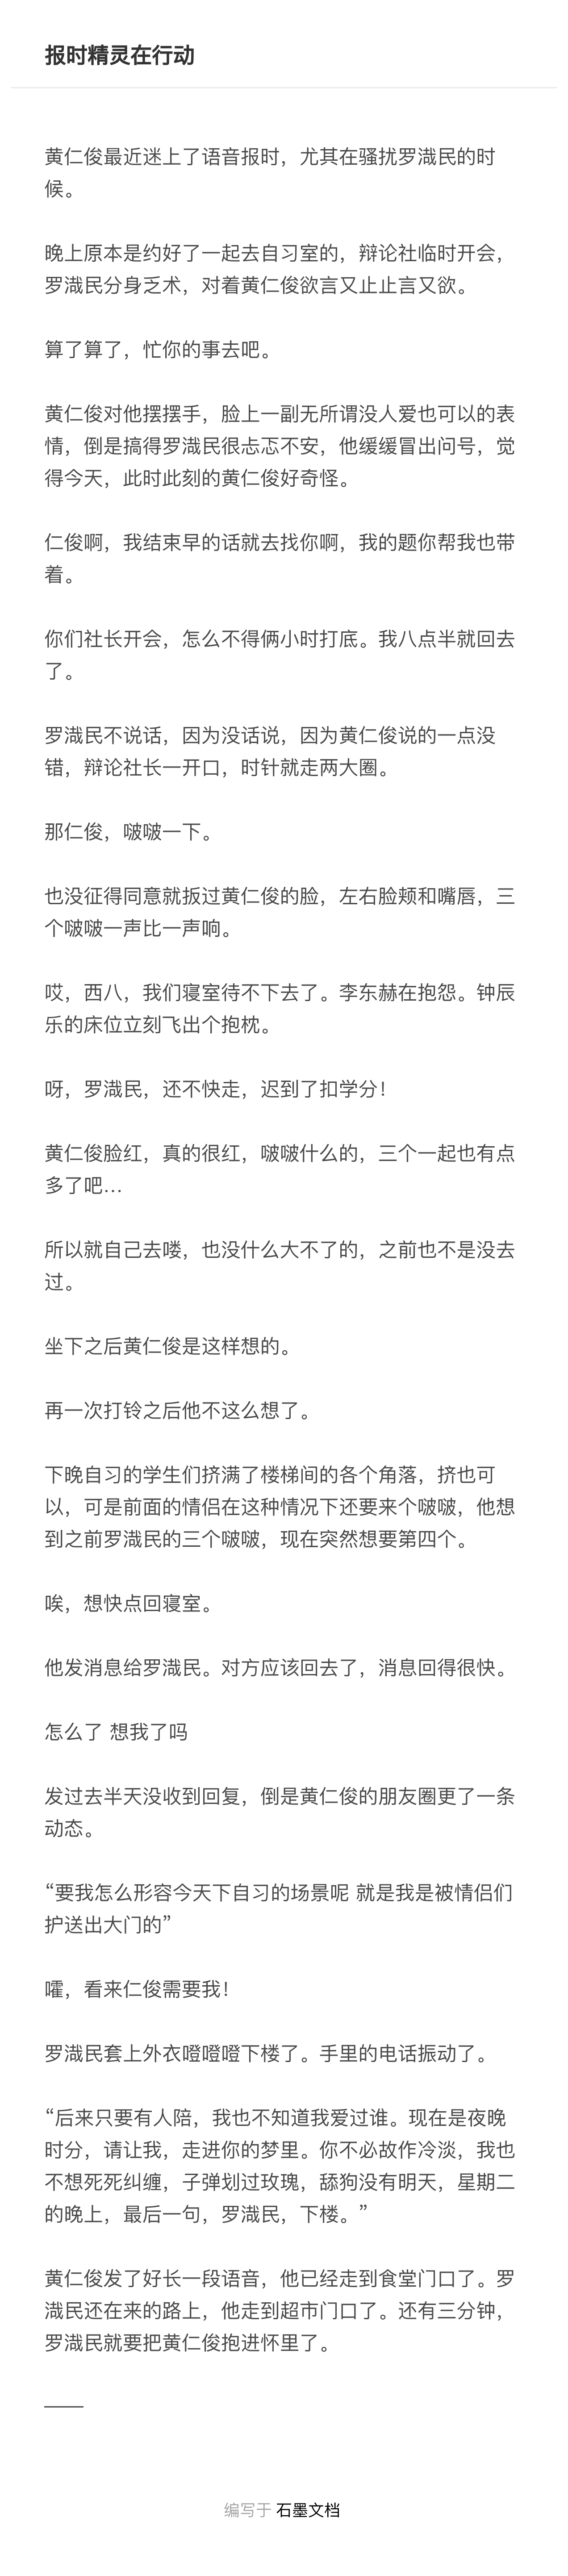 报时精灵在行动
黄仁俊最近迷上了语音报时，尤其在骚扰罗渽民的时
候。
晚上原本是约好了一起去自习室的，辩论社临时开会，
罗渽民分身乏术，对着黄仁俊欲言又止止言又欲。
算了算了，忙你的事去吧。
黄仁俊对他摆摆手，脸上一副无所谓没人爱也可以的表
情，倒是搞得罗渽民很忐忑不安，他缓缓冒出问号，觉
得今天，此时此刻的黄仁俊好奇怪。
仁俊啊，我结束早的话就去找你啊，我的题你帮我也带
着。
你们社长开会，怎么不得俩小时打底。我八点半就回去
了。
罗渽民不说话，因为没话说，因为黄仁俊说的一点没
错，辩论社长一开口，时针就走两大圈。
那仁俊，啵啵一下。
也没征得同意就扳过黄仁俊的脸，左右脸颊和嘴唇，三
个啵啵一声比一声响。
哎，西八，我们寝室待不下去了。李东赫在抱怨。钟辰
乐的床位立刻飞出个抱枕。
呀，罗渽民，还不快走，迟到了扣学分！
黄仁俊脸红，真的很红，啵啵什么的，三个一起也有点
多了吧...
所以就自己去喽，也没什么大不了的，之前也不是没去
过。
坐下之后黄仁俊是这样想的。
再一次打铃之后他不这么想了。
下晚自习的学生们挤满了楼梯间的各个角落，挤也可
以，可是前面的情侣在这种情况下还要来个啵啵，他想
到之前罗渽民的三个啵啵，现在突然想要第四个。
唉，想快点回寝室。
他发消息给罗渽民。对方应该回去了，消息回得很快。
怎么了 想我了吗
发过去半天没收到回复，倒是黄仁俊的朋友圈更了一条
动态。
“要我怎么形容今天下自习的场景呢 就是我是被情侣们
护送出大门的”
嚯，看来仁俊需要我！
罗渽民套上外衣噔噔噔下楼了。手里的电话振动了。
“后来只要有人陪，我也不知道我爱过谁。现在是夜晚
时分，请让我，走进你的梦里。你不必故作冷淡，我也
不想死死纠缠，子弹划过玫瑰，舔狗没有明天，星期二
的晚上，最后一句，罗渽民，下楼。”
黄仁俊发了好长一段语音，他已经走到食堂门口了。罗
渽民还在来的路上，他走到超市门口了。还有三分钟，
罗渽民就要把黄仁俊抱进怀里了。
——
编写于 石墨文档